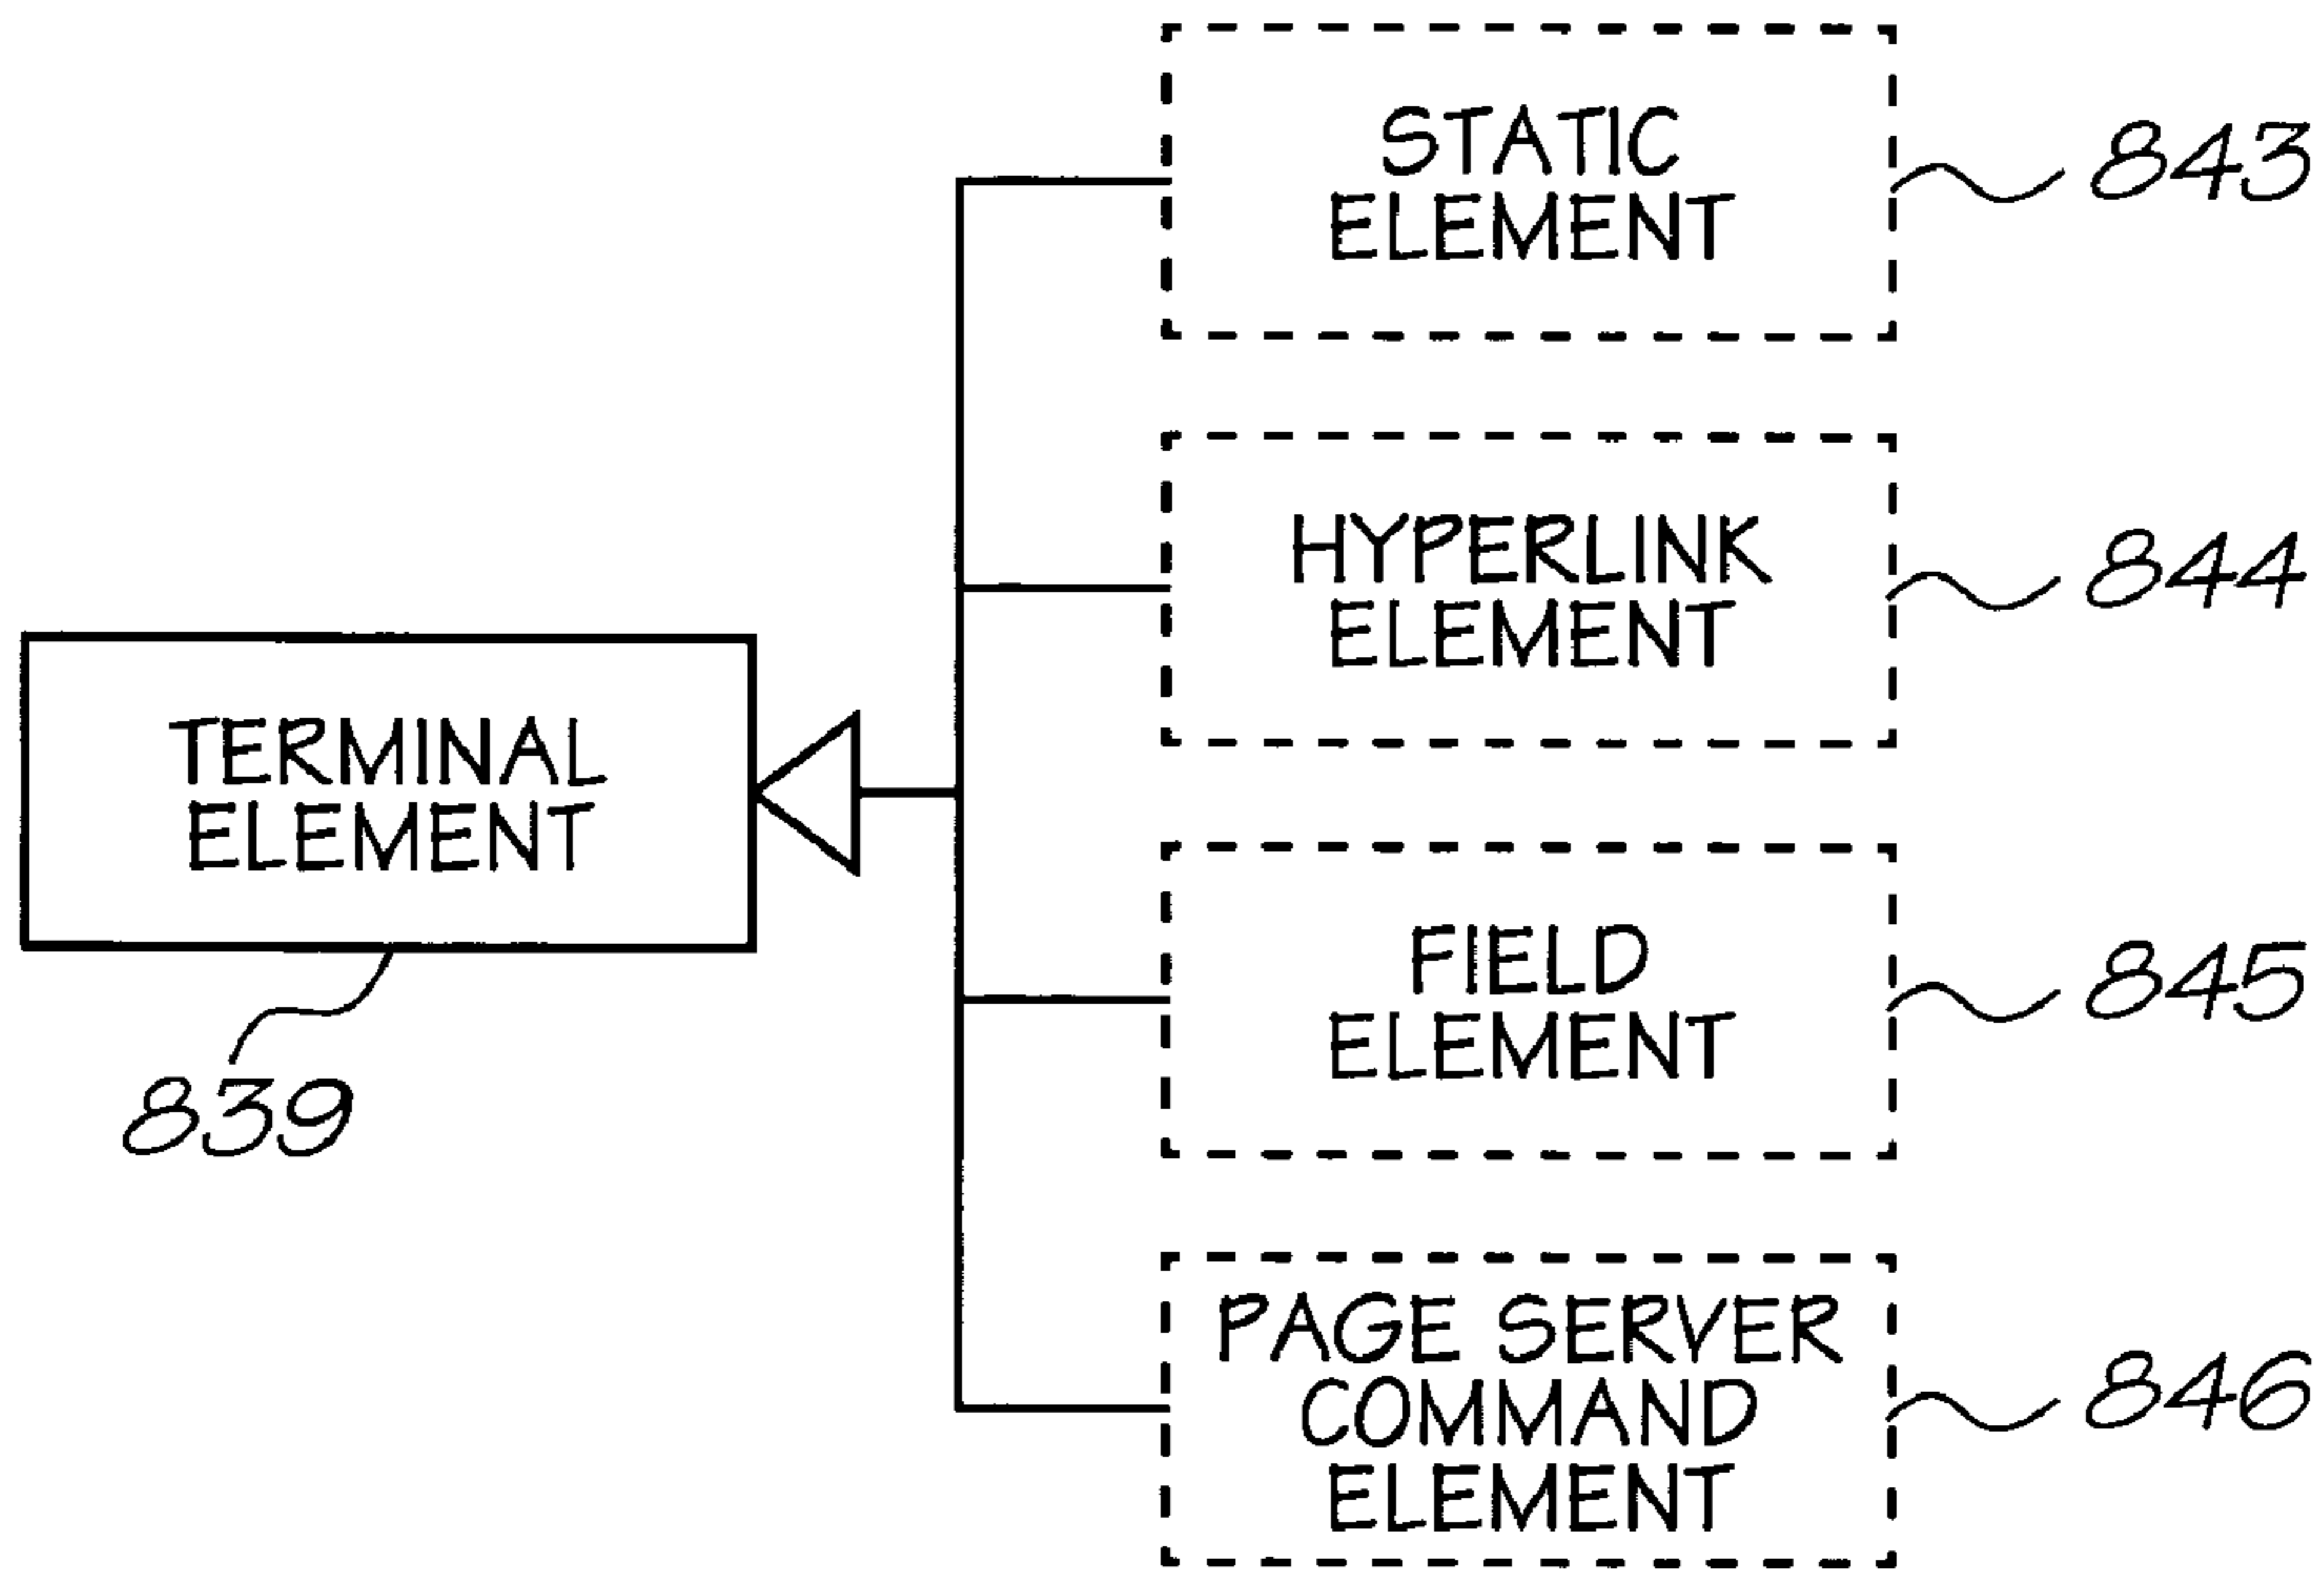 STATIC
ELEMENT
843
HYPERLINK
ELEMENT
844
TERMINAL
ELEMENT
839
FIELD
ELEMENT
845
PAGE SERVER
COMMAND
ELEMENT
846